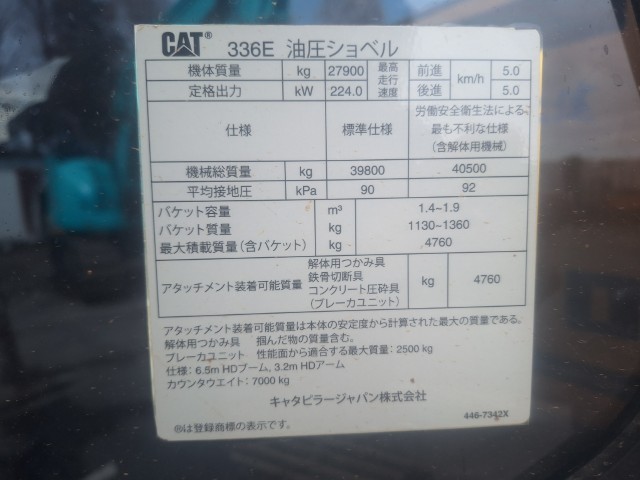 CAT® 336E 油圧ショベル
機体質量 kg 27900 最高走行速度 前進 km/h 5.0
定格出力 kW 224.0 後進 5.0
仕様 標準仕様 労働安全衛生法による、最も不利な仕様(含解体用機械)
機械総質量 kg 39800 40500
平均接地圧 kPa 90 92
バケット容量 m³ 1.4~1.9
バケット質量 kg 1130~1360
最大積載質量(含バケット) kg 4760
アタッチメント装着可能質量 解体用つかみ具 kg 4760
鉄骨切断具
コンクリート圧砕具
(ブレーカユニット)
アタッチメント装着可能質量は本体の安定度から計算された最大の質量である。
解体用つかみ具 掴んだ物の質量含む。
ブレーカユニット 性能面から適合する最大質量:2500 kg
仕様:6.5m HDブーム, 3.2m HDアーム
カウンタウエイト:7000 kg
キャタピラージャパン株式会社
446-7342X
®は登録商標の表示です。